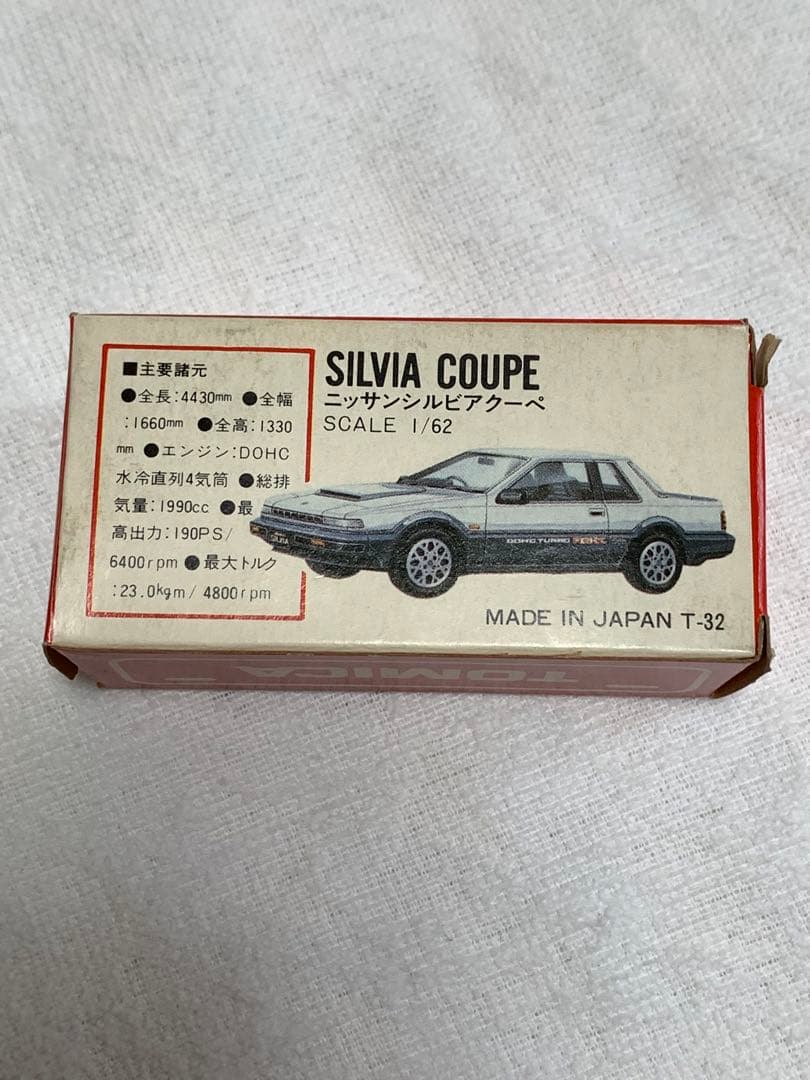 ■主要諸元
●全長:4430mm ●全幅
:1660mm ●全高:1330
mm ●エンジン:DOHC
水冷直列4気筒 ●総排
気量:1990cc ●最
高出力:190PS/
6400rpm ●最大トルク
:23.0kgm/4800rpm
SILVIA COUPE
ニッサンシルビアクーペ
SCALE 1/62
SILVIA
DOHC TURBO
MADE IN JAPAN T-32
TOMICA